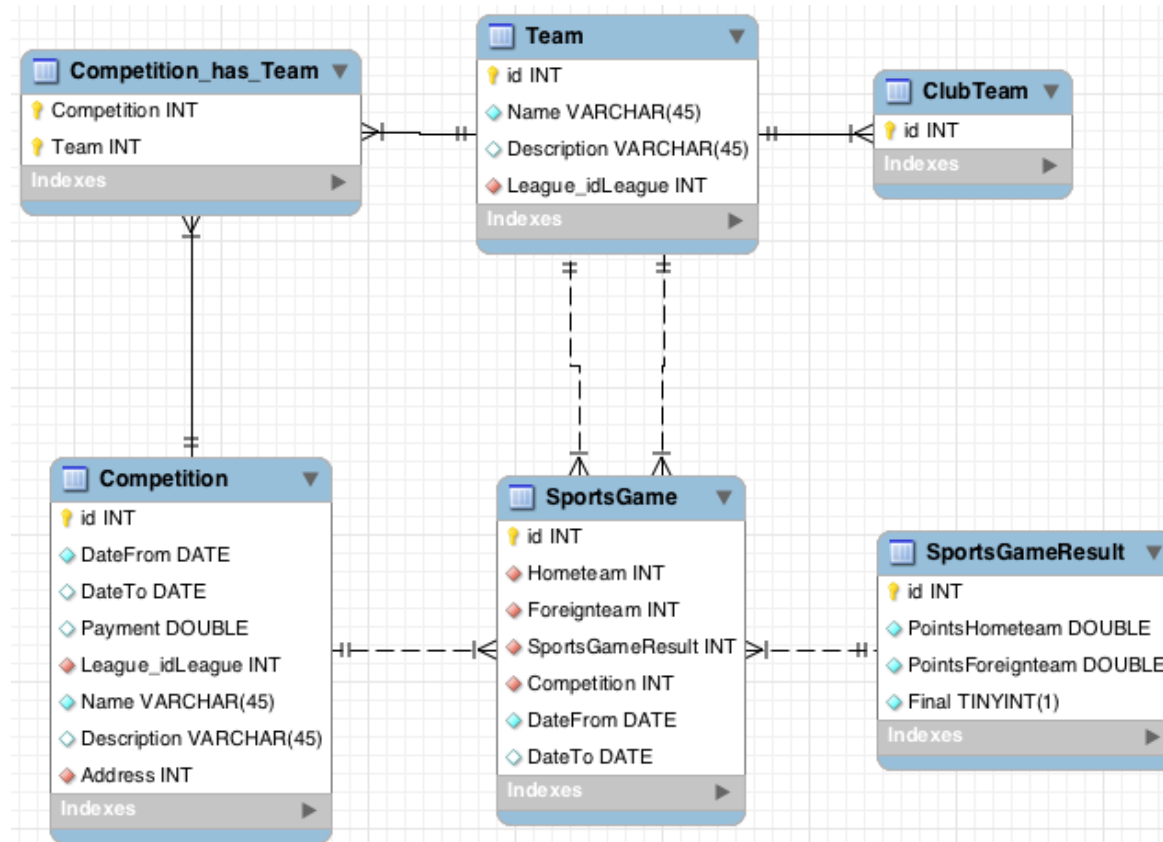 Competition_has_Team
Competition INT
Team INT
Indexes
Team
id INT
Name VARCHAR(45)
Description VARCHAR(45)
League_idLeague INT
Indexes
ClubTeam
id INT
Indexes
Competition
id INT
DateFrom DATE
DateTo DATE
Payment DOUBLE
League_idLeague INT
Name VARCHAR(45)
Description VARCHAR(45)
Address INT
Indexes
SportsGame
id INT
Hometeam INT
Foreignteam INT
SportsGameResult INT
Competition INT
DateFrom DATE
DateTo DATE
Indexes
SportsGameResult
id INT
PointsHometeam DOUBLE
PointsForeignteam DOUBLE
Final TINYINT(1)
Indexes